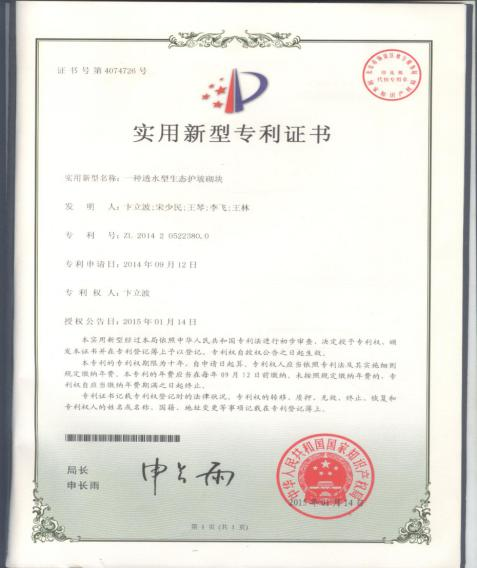 证书号第4074726号
实用新型专利证书
实用新型名称：一种透水型生态护坡砌块
发 明 人：卞立波;宋少民;王琴;李飞;王林
专 利 号：ZL 2014 2 0522380.0
专利申请日：2014年09月12日
专 利 权 人：卞立波
授权公告日：2015年01月14日
本实用新型经过本局依照中华人民共和国专利法进行初步审查，决定授予专利权，颁
发本证书并在专利登记簿上予以登记。专利权自授权公告之日起生效。
本专利的专利权期限为十年，自申请日起算。专利权人应当依照专利法及其实施细则
规定缴纳年费。本专利的年费应当在每年09月12日前缴纳。未按照规定缴纳年费的，专
利权自应当缴纳年费期满之日起终止。
专利证书记载专利权登记时的法律状况。专利权的转移、质押、无效、终止、恢复和
专利权人的姓名或名称、国籍、地址变更等事项记载在专利登记簿上。
局长
申长雨
申长雨
中华人民共和国国家知识产权局
2015年01月14日
第1页(共1页)